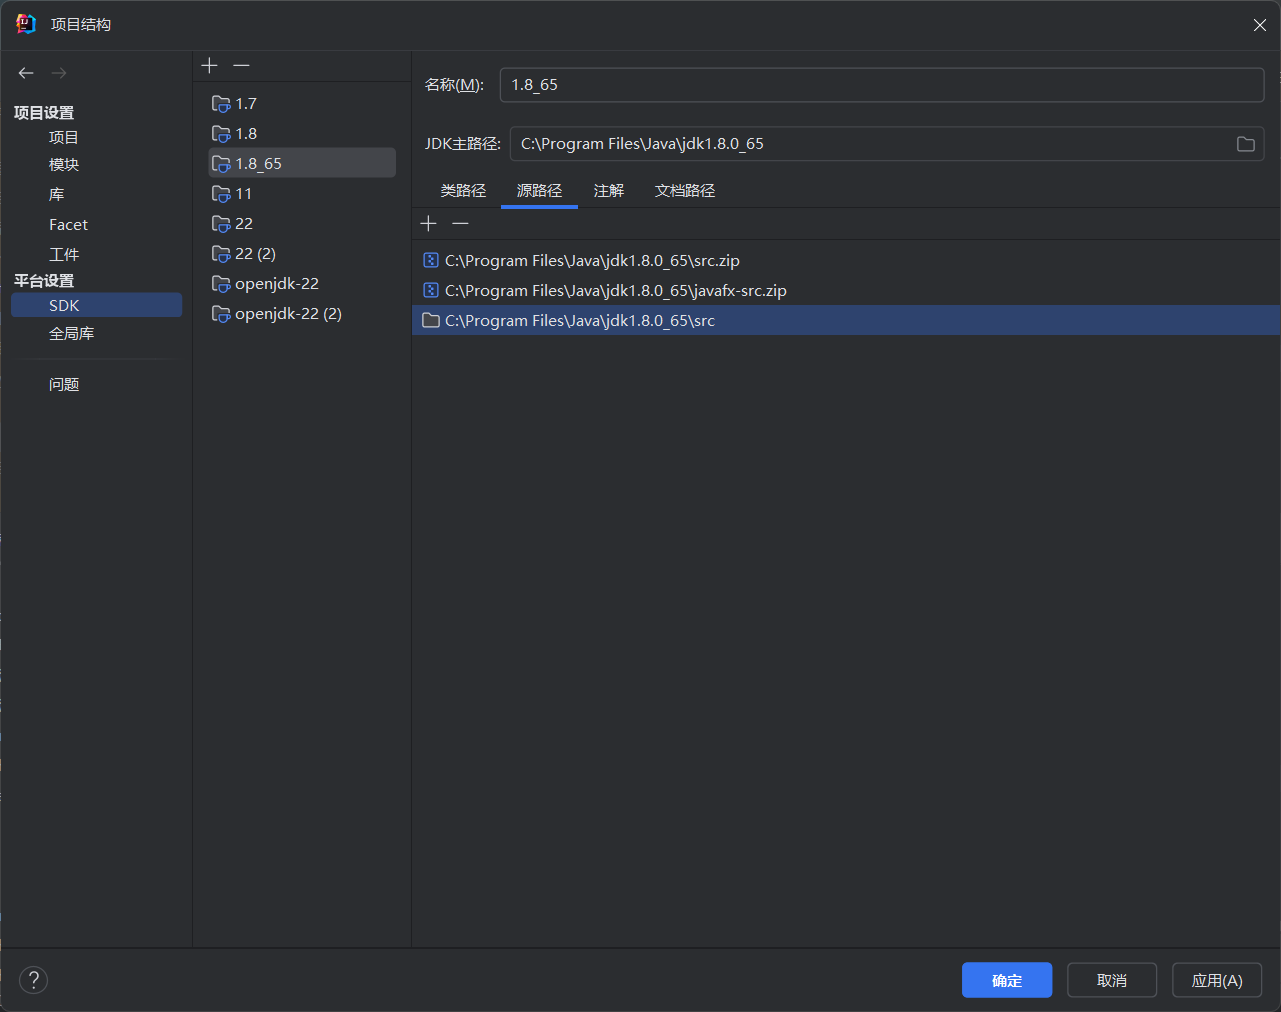 项目结构
项目设置
项目
模块
库
Facet
工件
平台设置
SDK
全局库
问题
1.7
1.8
1.8_65
11
22
22 (2)
openjdk-22
openjdk-22 (2)
名称(M): 1.8_65
JDK主路径: C:\Program Files\Java\jdk1.8.0_65
类路径 源路径 注解 文档路径
C:\Program Files\Java\jdk1.8.0_65\src.zip
C:\Program Files\Java\jdk1.8.0_65\javafx-src.zip
C:\Program Files\Java\jdk1.8.0_65\src
? 确定 取消 应用(A)